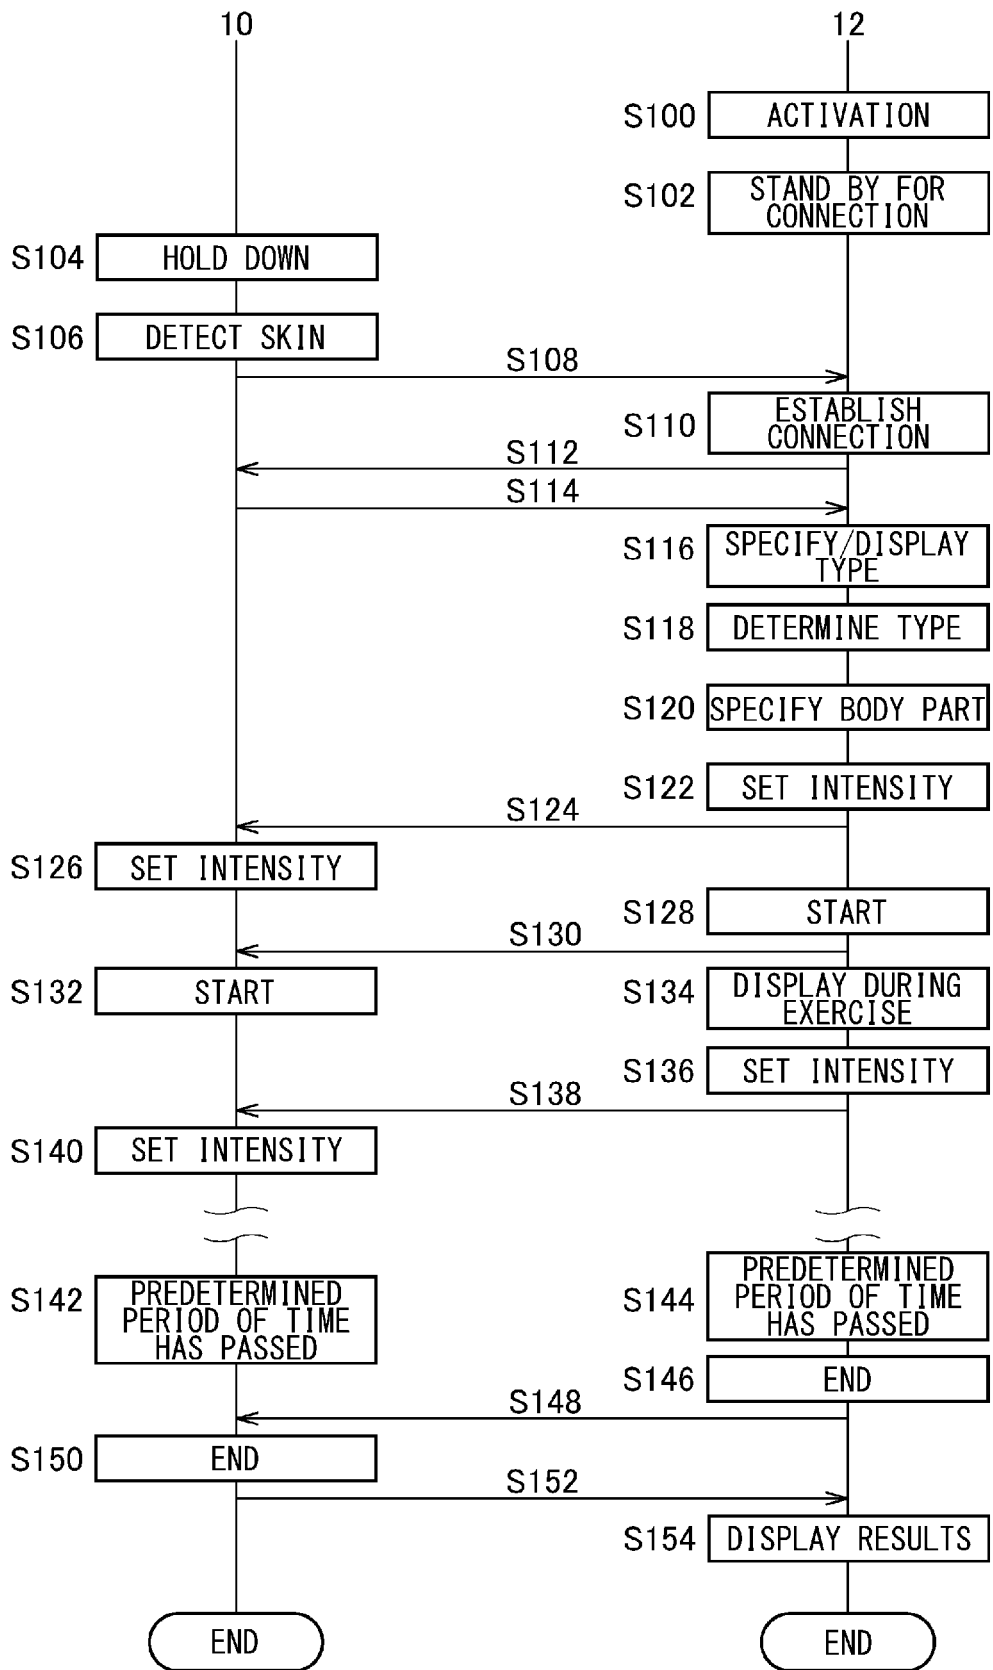 10
12
S100
ACTIVATION
S102
STAND BY FOR
CONNECTION
S104
HOLD DOWN
S106
DETECT SKIN
S108
S110
ESTABLISH
CONNECTION
S112
S114
S116
SPECIFY/DISPLAY
TYPE
S118
DETERMINE TYPE
S120
SPECIFY BODY PART
S122
SET INTENSITY
S124
S126
SET INTENSITY
S128
START
S130
S132
START
S134
DISPLAY DURING
EXERCISE
S136
SET INTENSITY
S138
S140
SET INTENSITY
S142
PREDETERMINED
PERIOD OF TIME
HAS PASSED
S144
PREDETERMINED
PERIOD OF TIME
HAS PASSED
S146
END
S148
S150
END
S152
S154
DISPLAY RESULTS
END
END